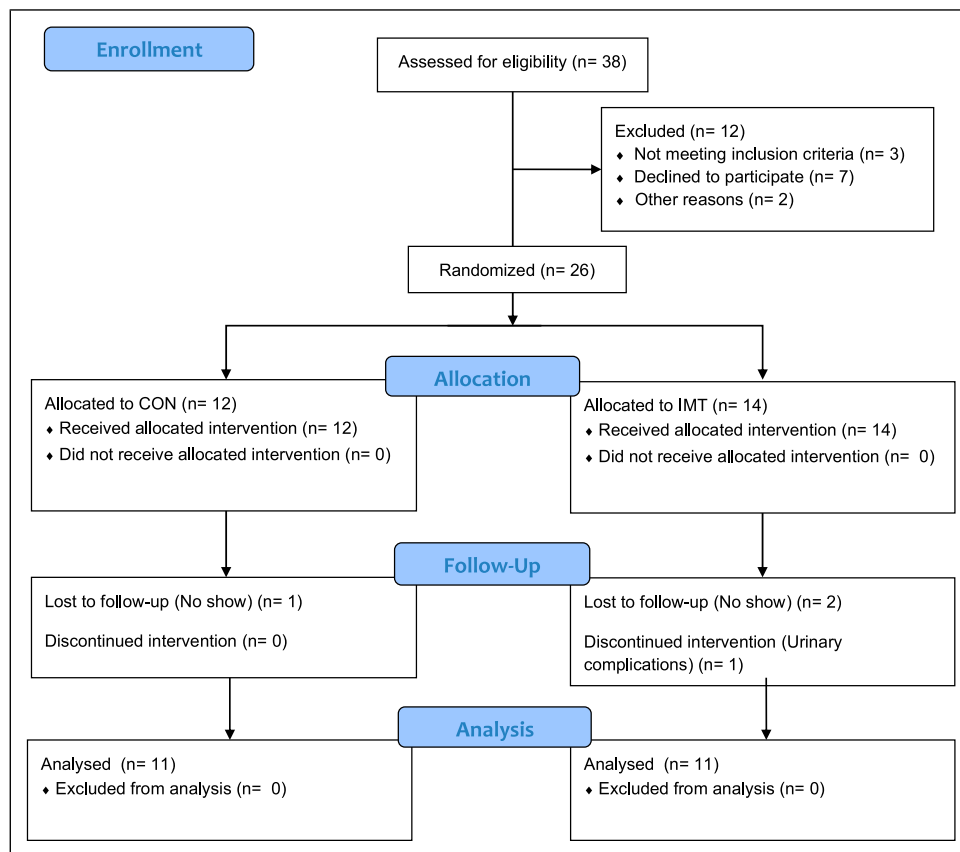 Enrollment
Assessed for eligibility (n= 38)
Excluded (n= 12)
♦ Not meeting inclusion criteria (n= 3)
♦ Declined to participate (n= 7)
♦ Other reasons (n= 2)
Randomized (n= 26)
Allocation
Allocated to CON (n= 12)
♦ Received allocated intervention (n= 12)
♦ Did not receive allocated intervention (n= 0)
Allocated to IMT (n= 14)
♦ Received allocated intervention (n= 14)
♦ Did not receive allocated intervention (n= 0)
Follow-Up
Lost to follow-up (No show) (n= 1)
Discontinued intervention (n= 0)
Lost to follow-up (No show) (n= 2)
Discontinued intervention (Urinary
complications) (n= 1)
Analysis
Analysed (n= 11)
♦ Excluded from analysis (n= 0)
Analysed (n= 11)
♦ Excluded from analysis (n= 0)